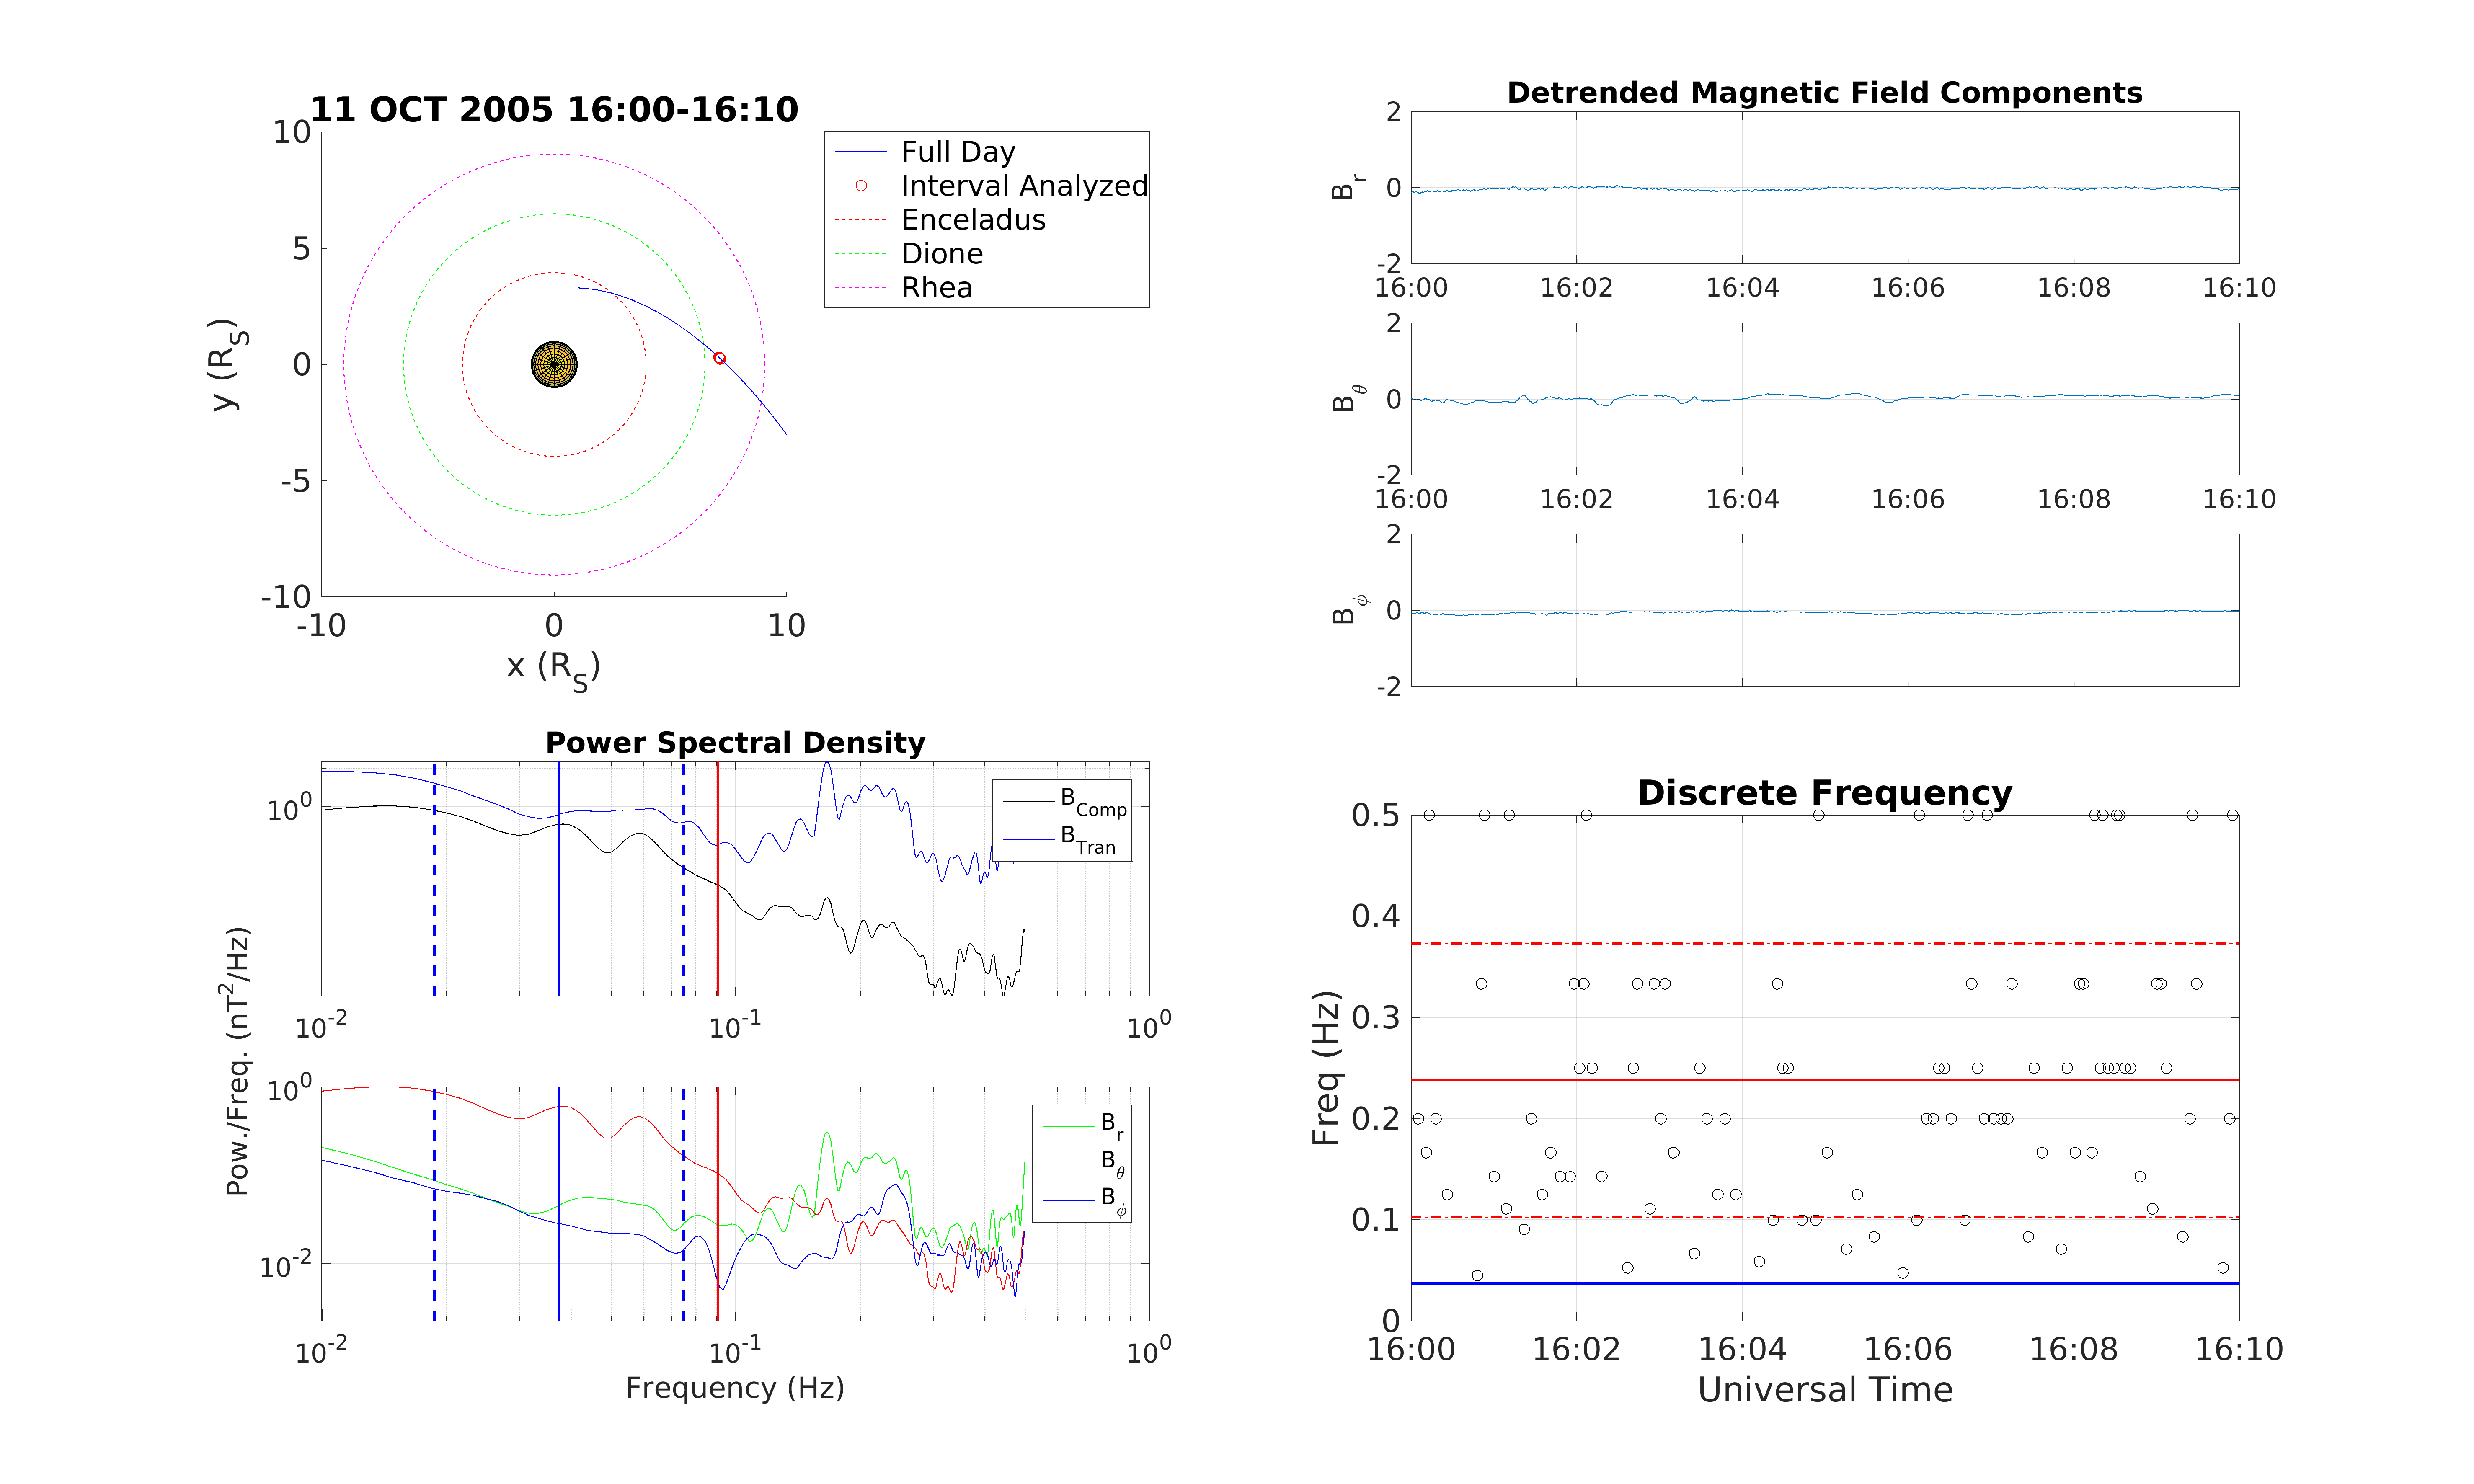 11 OCT 2005 16:00-16:10
10
5
0
-5
-10
-10 0 10
y (R_S)
x (R_S)
Full Day
Interval Analyzed
Enceladus
Dione
Rhea
Detrended Magnetic Field Components
2
0
-2
B_r
16:00 16:02 16:04 16:06 16:08 16:10
2
0
-2
B_θ
16:00 16:02 16:04 16:06 16:08 16:10
2
0
-2
B_ϕ
Power Spectral Density
10^0
B_Comp
B_Tran
10^-2 10^-1 10^0
Pow./Freq. (nT^2/Hz)
10^0
10^-2
B_r
B_θ
B_ϕ
10^-2 10^-1 10^0
Frequency (Hz)
Discrete Frequency
0.5
0.4
0.3
0.2
0.1
0
Freq (Hz)
16:00 16:02 16:04 16:06 16:08 16:10
Universal Time